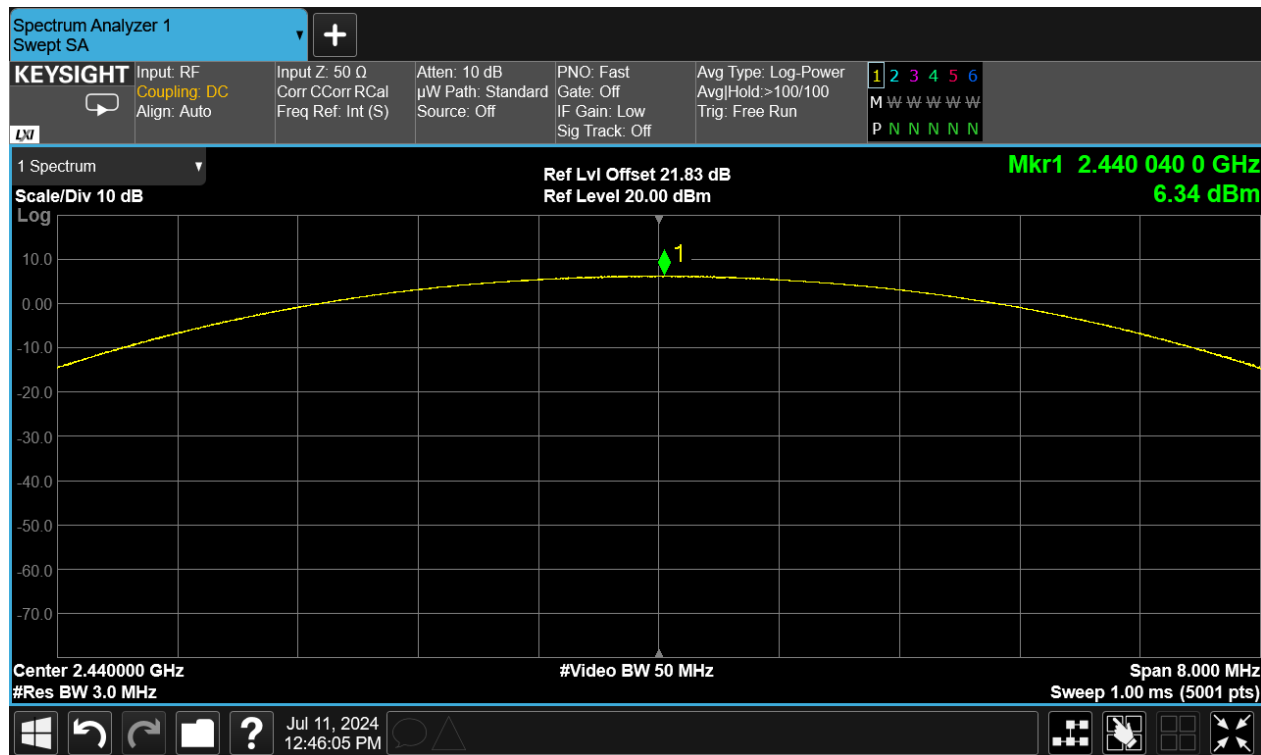 Spectrum Analyzer 1
Swept SA
KEYSIGHT
LXI
Input: RF
Coupling: DC
Align: Auto
Input Z: 50 Ω
Corr CCorr RCal
Freq Ref: Int (S)
Atten: 10 dB
µW Path: Standard
Source: Off
PNO: Fast
Gate: Off
IF Gain: Low
Sig Track: Off
Avg Type: Log-Power
Avg|Hold:>100/100
Trig: Free Run
1 2 3 4 5 6
M W W W W W
P N N N N N
1 Spectrum
Scale/Div 10 dB
Ref Lvl Offset 21.83 dB
Ref Level 20.00 dBm
Mkr1 2.440 040 0 GHz
6.34 dBm
Log
1
10.0
0.00
-10.0
-20.0
-30.0
-40.0
-50.0
-60.0
-70.0
Center 2.440000 GHz
#Res BW 3.0 MHz
#Video BW 50 MHz
Span 8.000 MHz
Sweep 1.00 ms (5001 pts)
?
Jul 11, 2024
12:46:05 PM